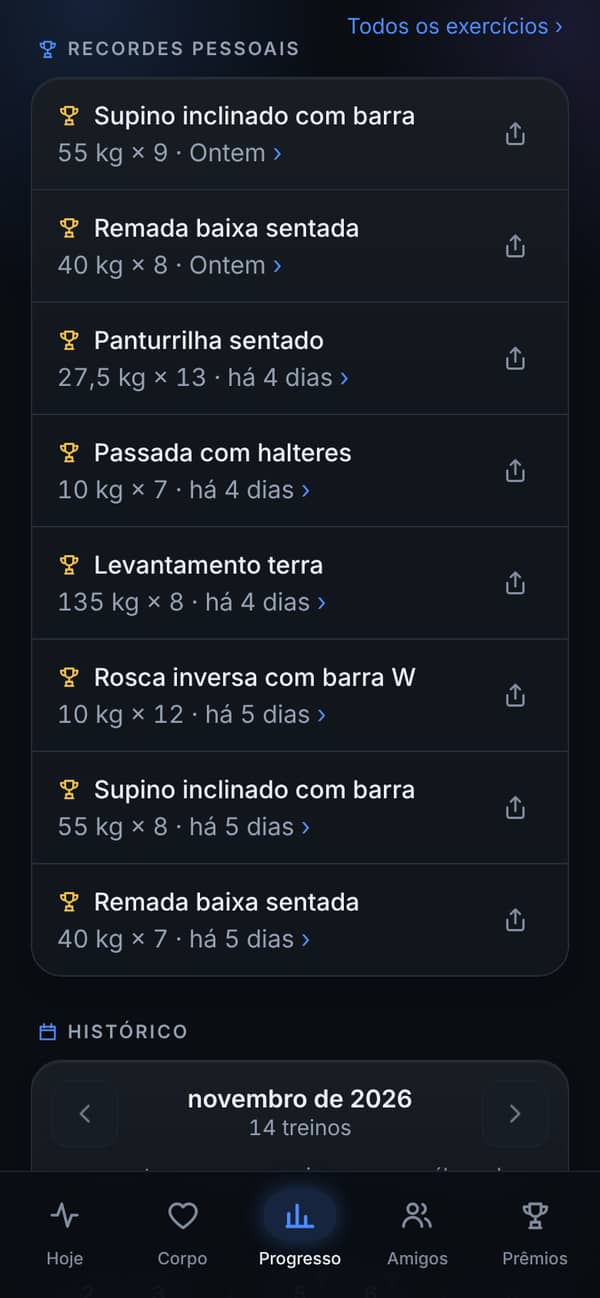 Todos os exercícios ›
RECORDES PESSOAIS
Supino inclinado com barra
55 kg × 9 · Ontem ›
Remada baixa sentada
40 kg × 8 · Ontem ›
Panturrilha sentado
27,5 kg × 13 · há 4 dias ›
Passada com halteres
10 kg × 7 · há 4 dias ›
Levantamento terra
135 kg × 8 · há 4 dias ›
Rosca inversa com barra W
10 kg × 12 · há 5 dias ›
Supino inclinado com barra
55 kg × 8 · há 5 dias ›
Remada baixa sentada
40 kg × 7 · há 5 dias ›
HISTÓRICO
novembro de 2026
14 treinos
Hoje
Corpo
Progresso
Amigos
Prêmios